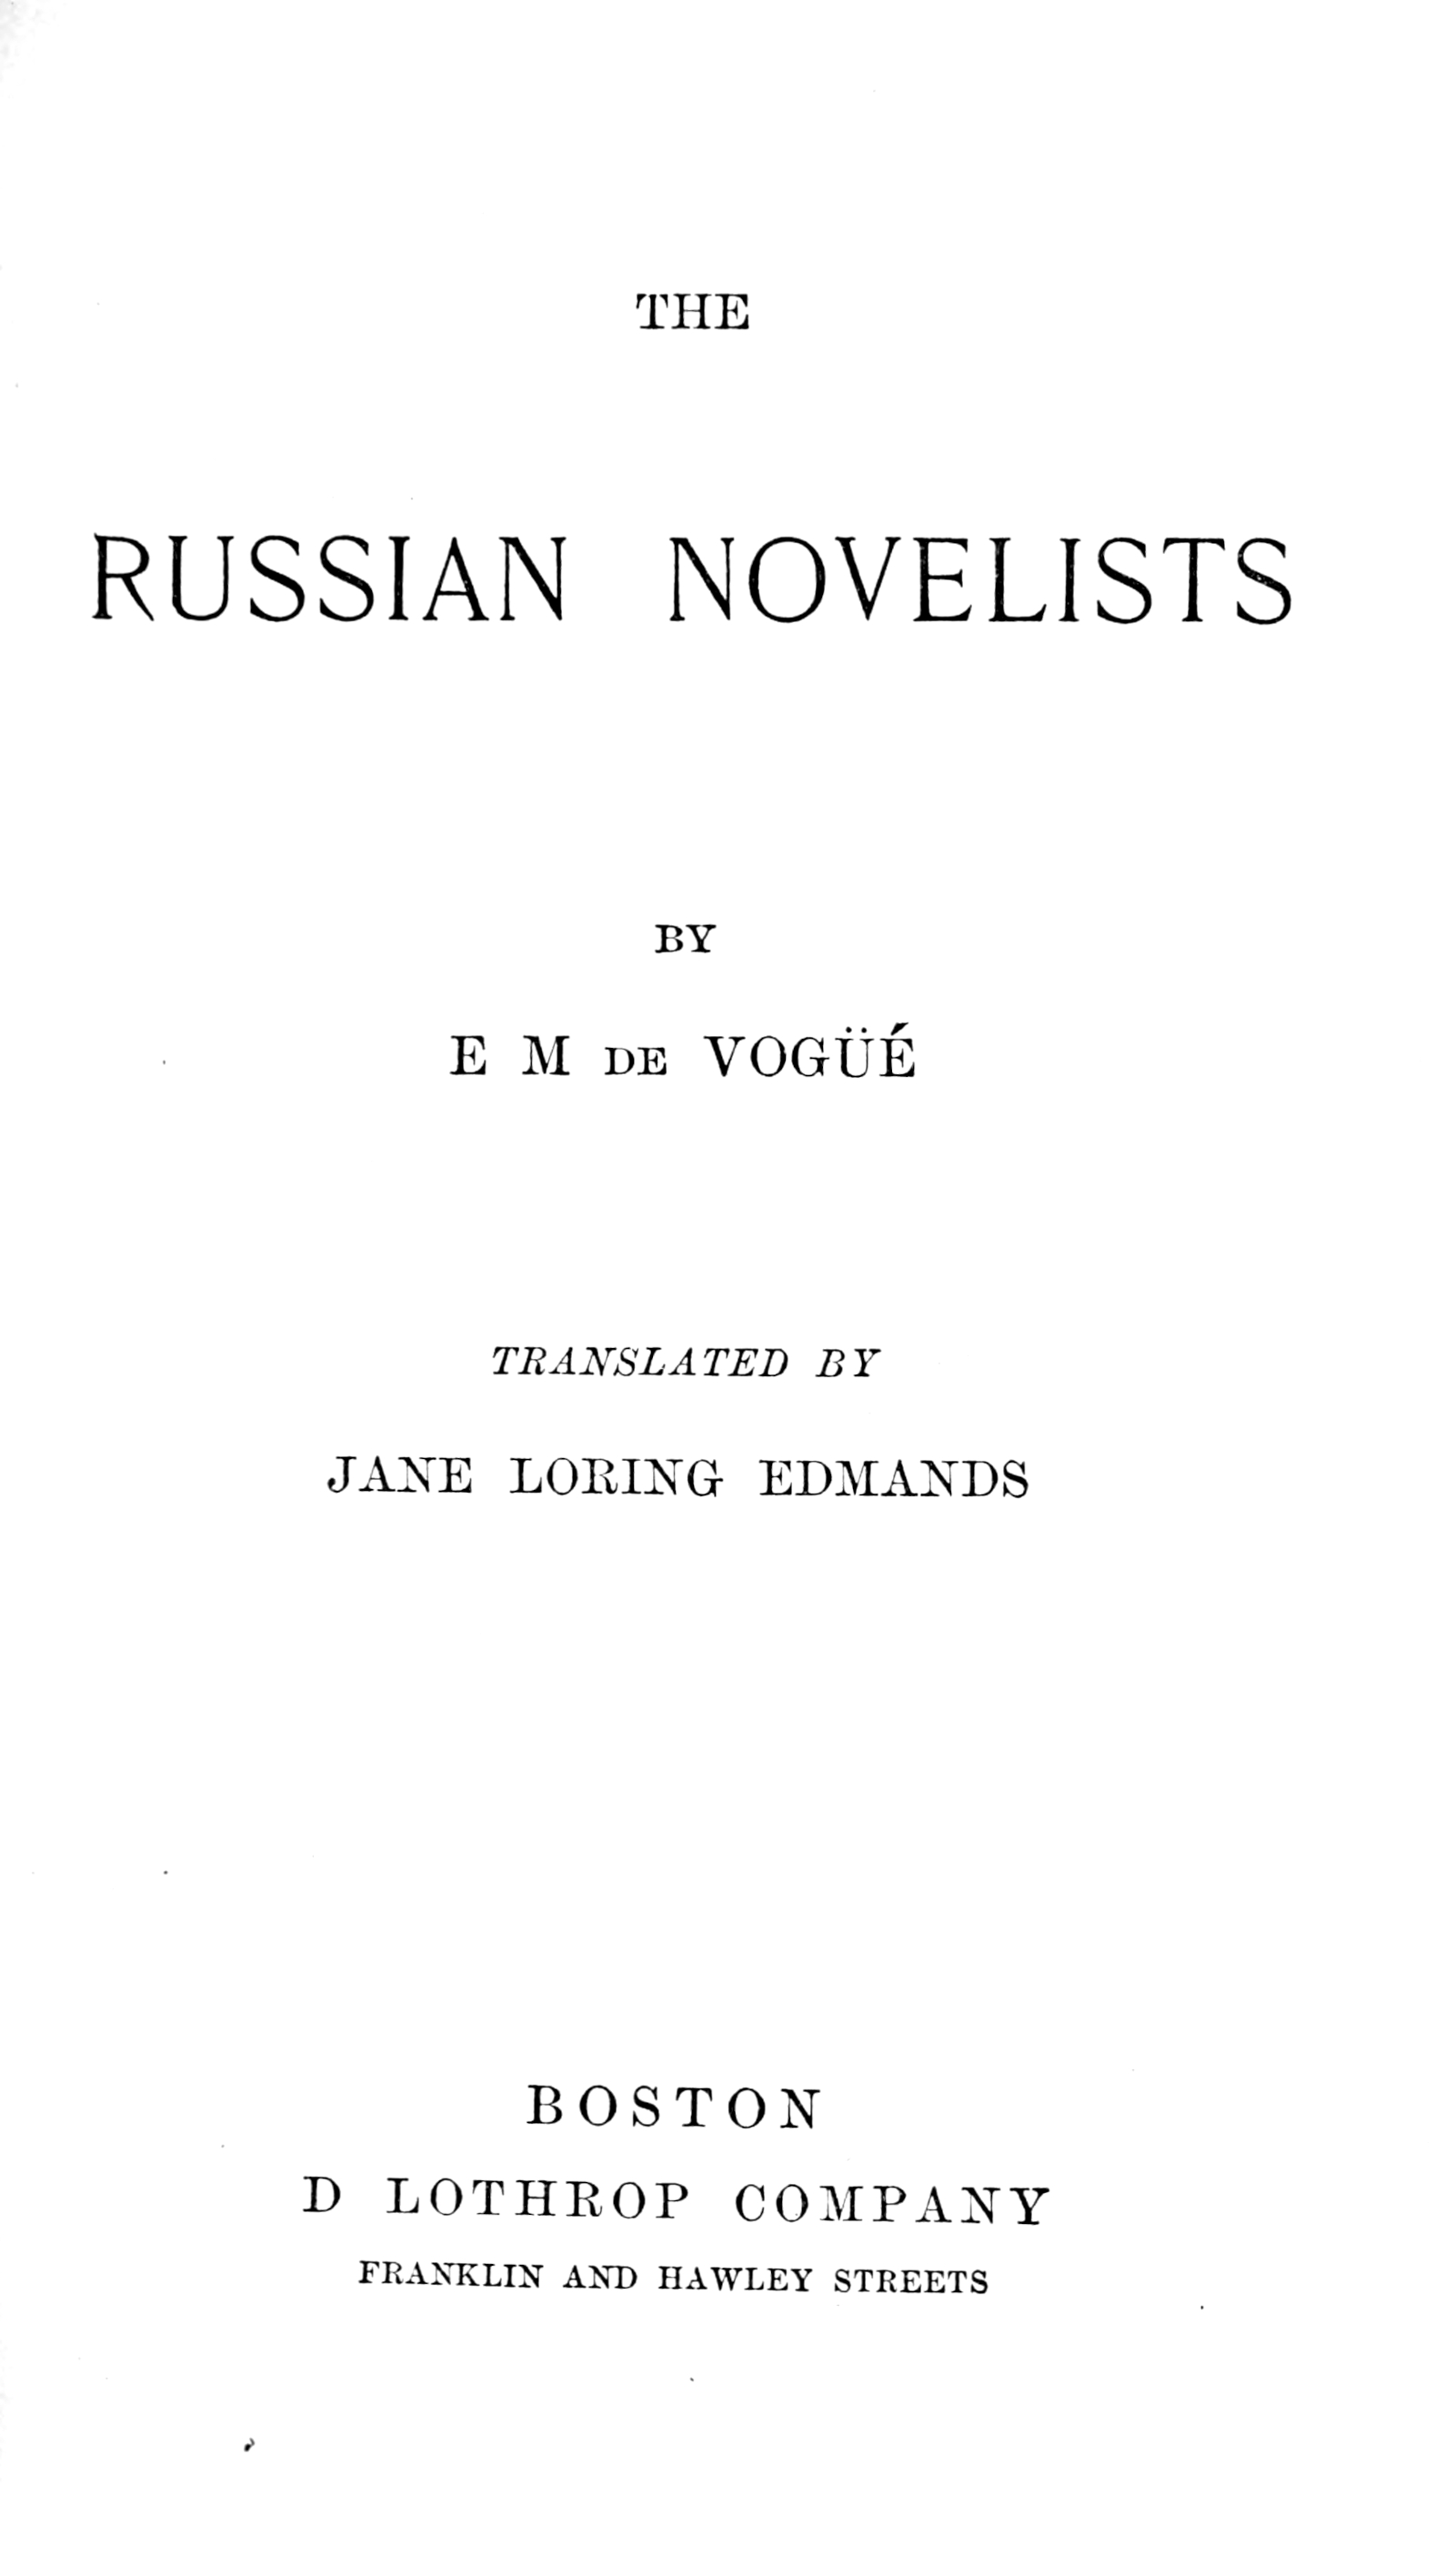 THE
RUSSIAN NOVELISTS
BY
E M DE VOGÜÉ
TRANSLATED BY
JANE LORING EDMANDS
BOSTON
D LOTHROP COMPANY
FRANKLIN AND HAWLEY STREETS